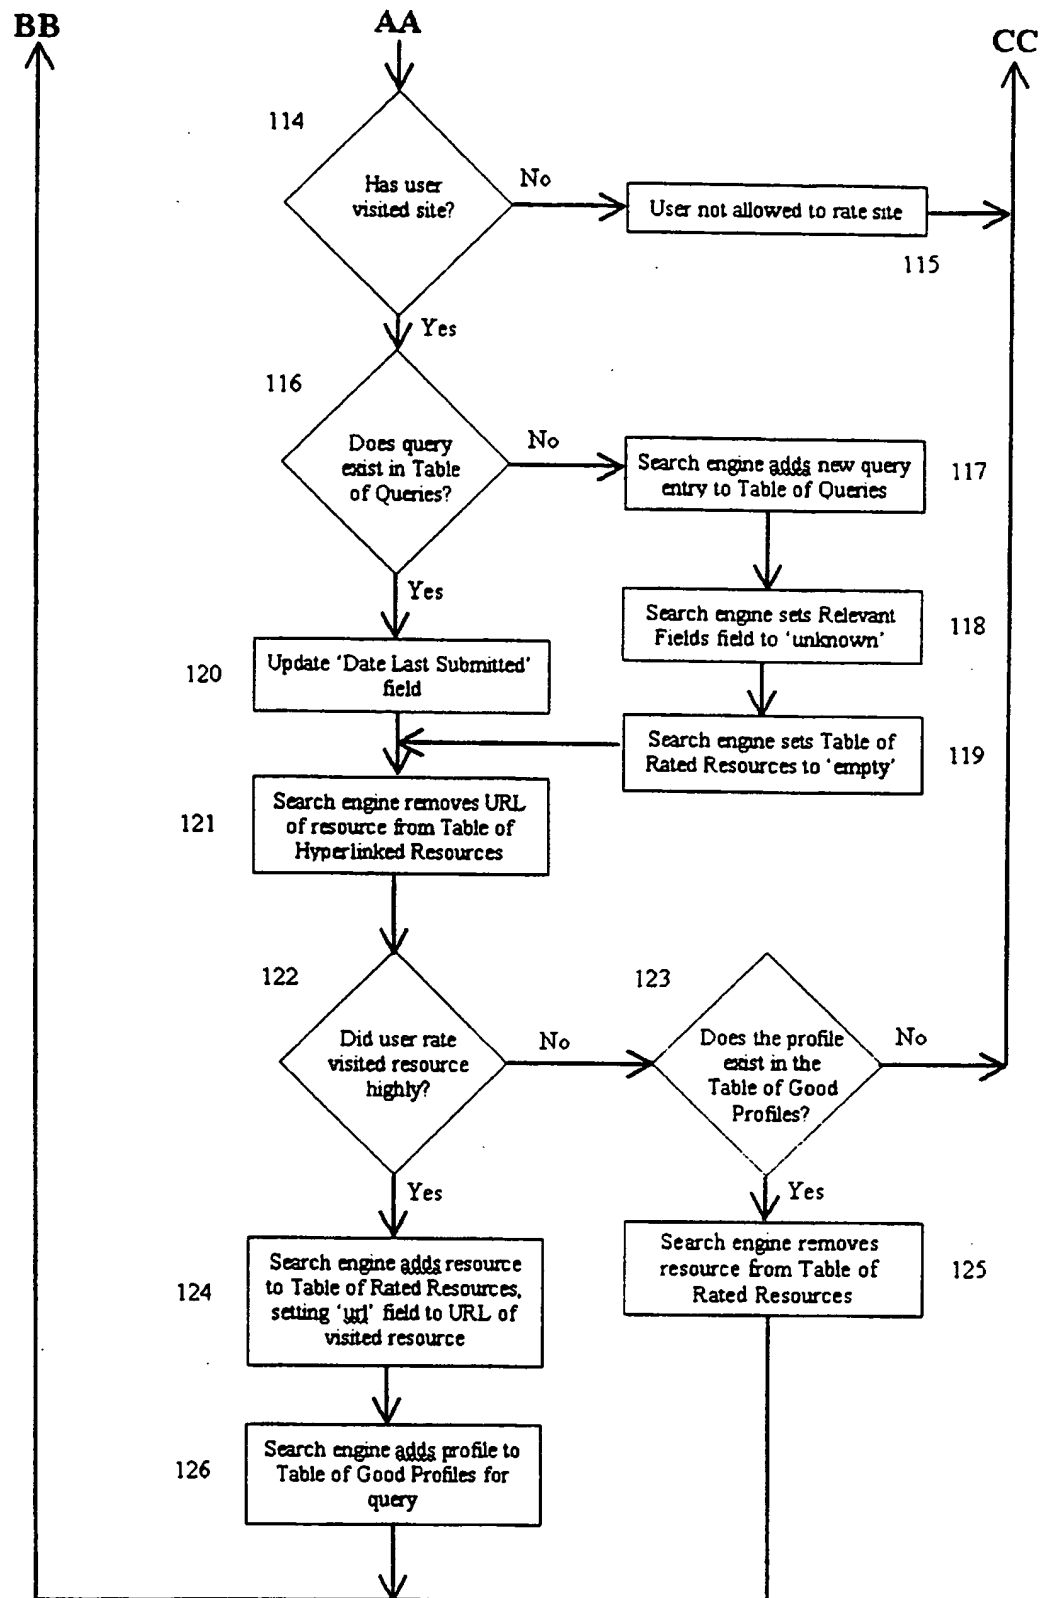 BB
AA
CC
114
Has user
visited site?
No
User not allowed to rate site
115
Yes
116
Does query
exist in Table
of Queries?
No
Search engine adds new query
entry to Table of Queries
117
Yes
Search engine sets Relevant
Fields field to 'unknown'
118
120
Update 'Date Last Submitted'
field
Search engine sets Table of
Rated Resources to 'empty'
119
121
Search engine removes URL
of resource from Table of
Hyperlinked Resources
122
Did user rate
visited resource
highly?
No
123
Does the profile
exist in the
Table of Good
Profiles?
No
Yes
Yes
124
Search engine adds resource
to Table of Rated Resources,
setting 'url' field to URL of
visited resource
Search engine removes
resource from Table of
Rated Resources
125
126
Search engine adds profile to
Table of Good Profiles for
query